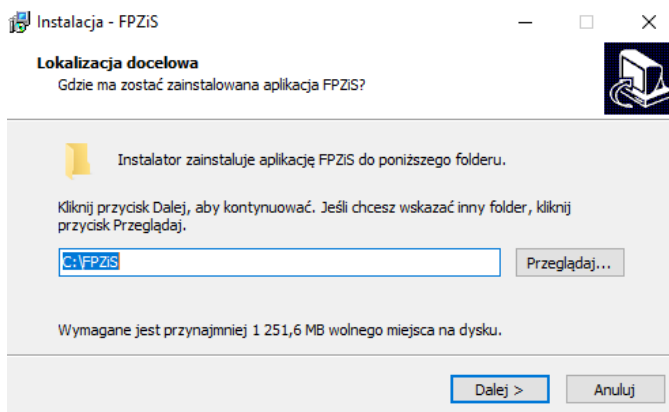 Instalacja - FPZiS
Lokalizacja docelowa
Gdzie ma zostać zainstalowana aplikacja FPZiS?
Instalator zainstaluje aplikację FPZiS do poniższego folderu.
Kliknij przycisk Dalej, aby kontynuować. Jeśli chcesz wskazać inny folder, kliknij
przycisk Przeglądaj.
C:\FPZiS
Przeglądaj...
Wymagane jest przynajmniej 1 251,6 MB wolnego miejsca na dysku.
Dalej >
Anuluj